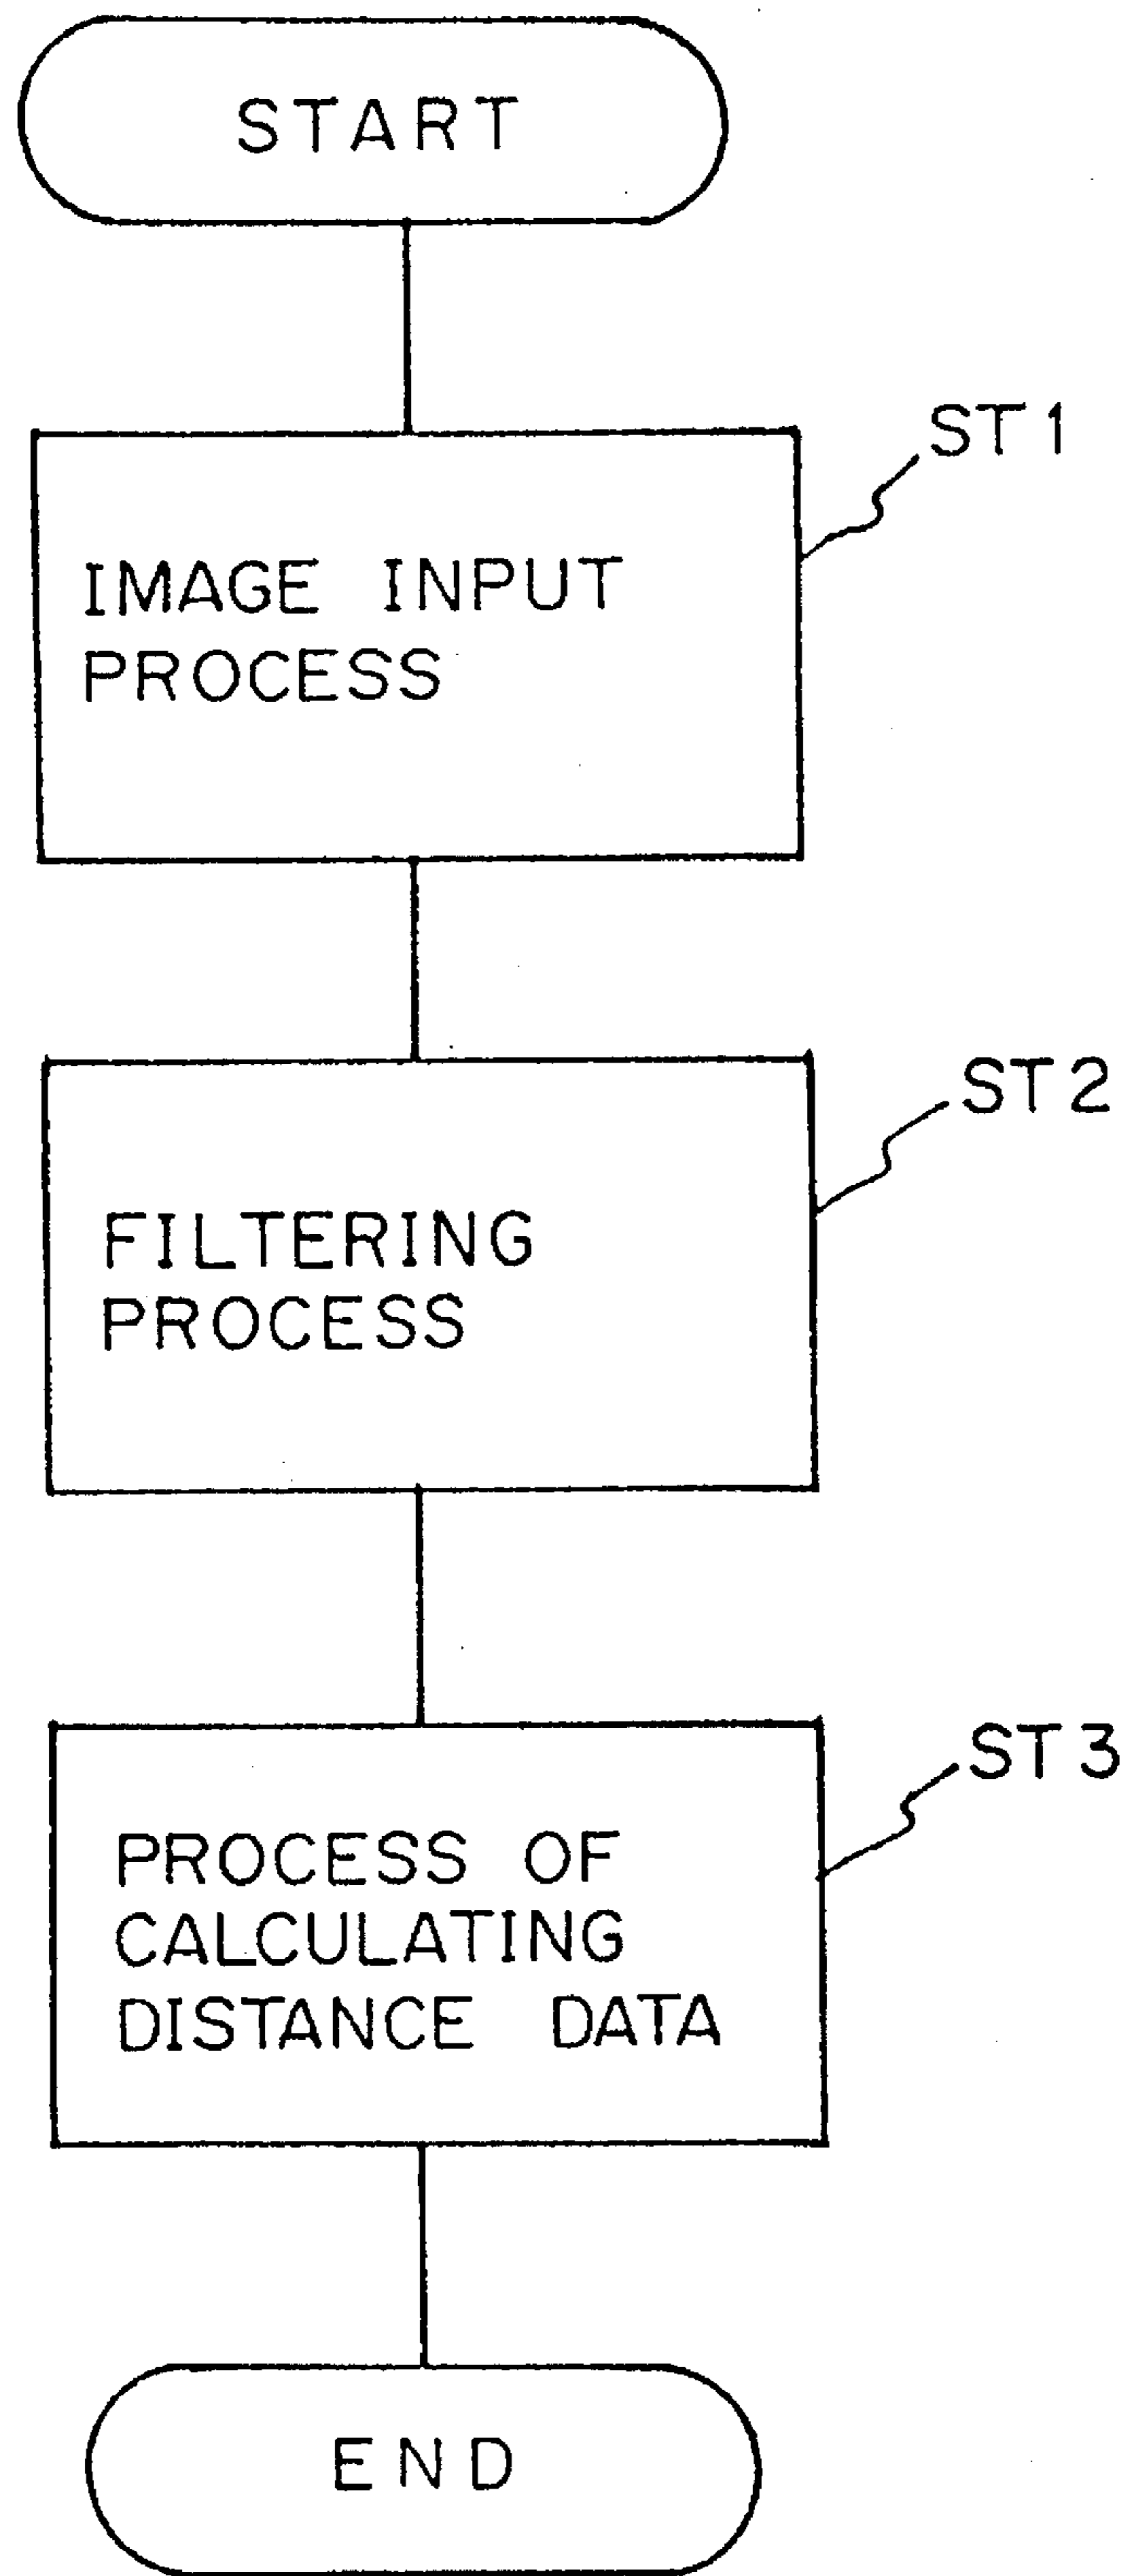 START
ST1
IMAGE INPUT
PROCESS
ST2
FILTERING
PROCESS
ST3
PROCESS OF
CALCULATING
DISTANCE DATA
END